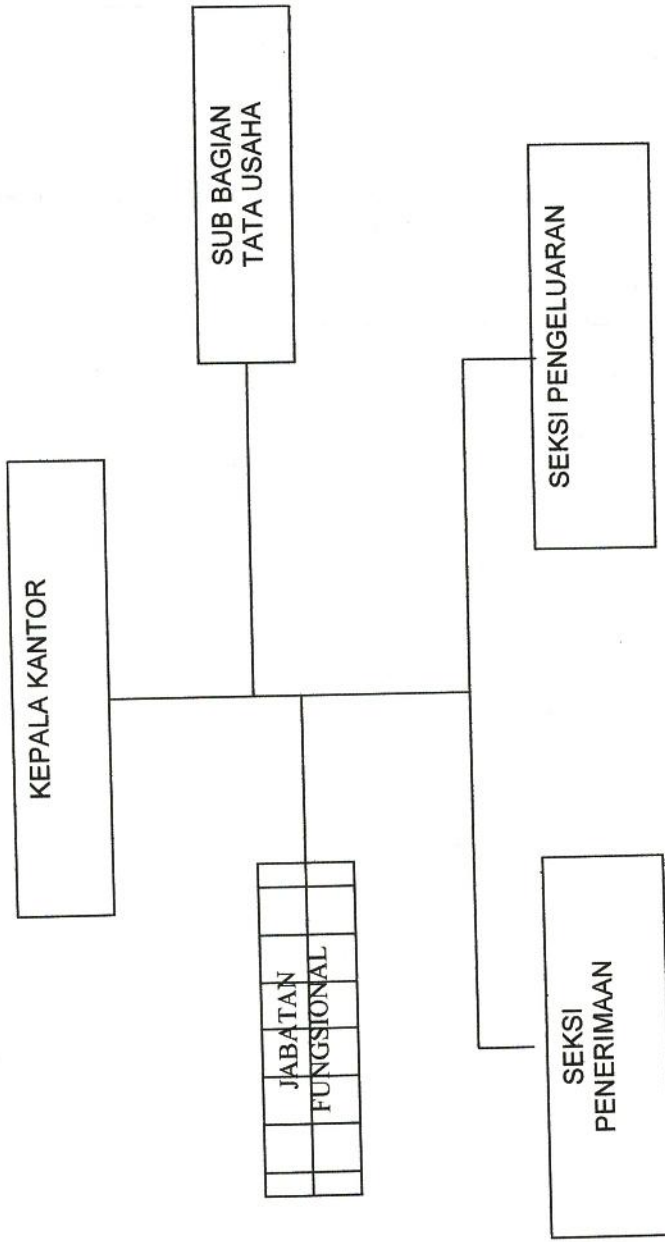 KEPALA KANTOR
SUB BAGIAN
TATA USAHA
JABATAN
FUNGSIONAL
SEKSI
PENERIMAAN
SEKSI PENGELUARAN